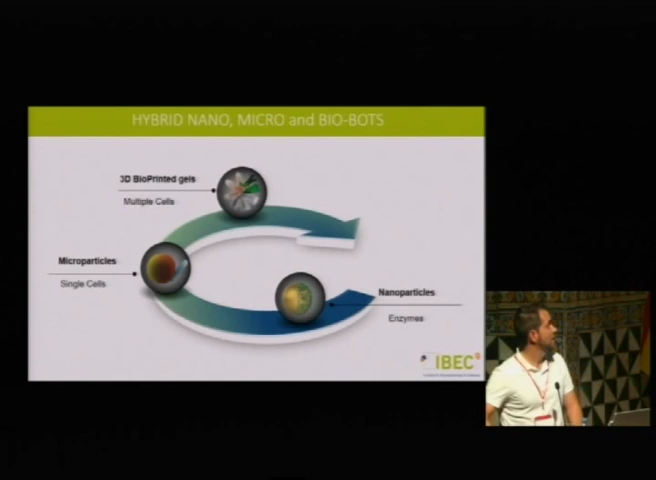 HYBRID NANO, MICRO and BIO-BOTS
3D BioPrinted gels
Multiple Cells
Microparticles
Single Cells
Nanoparticles
Enzymes
IBEC